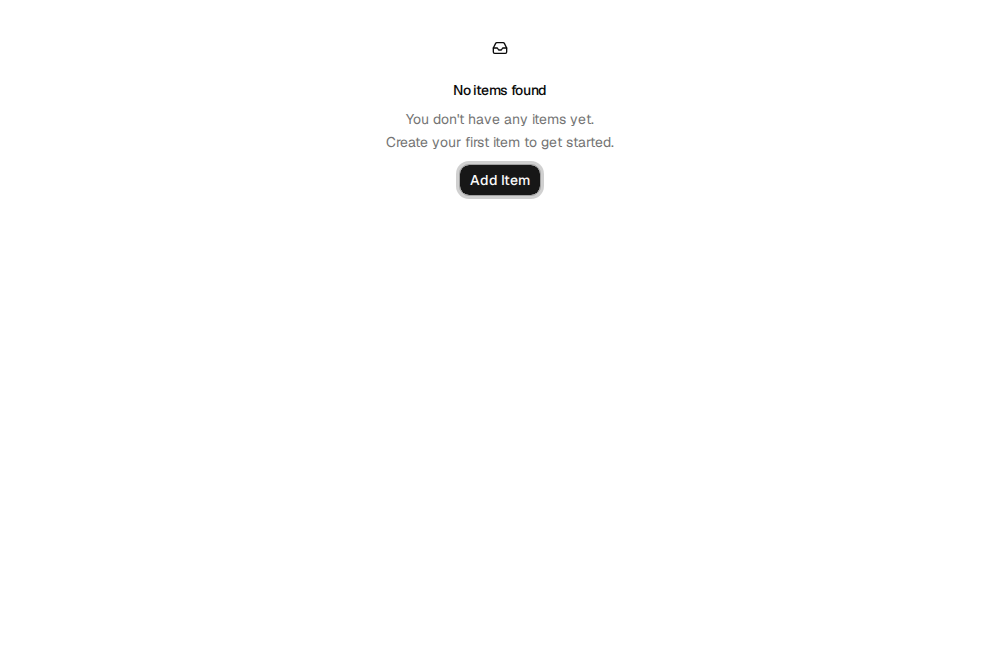 No items found
You don't have any items yet.
Create your first item to get started.
Add Item